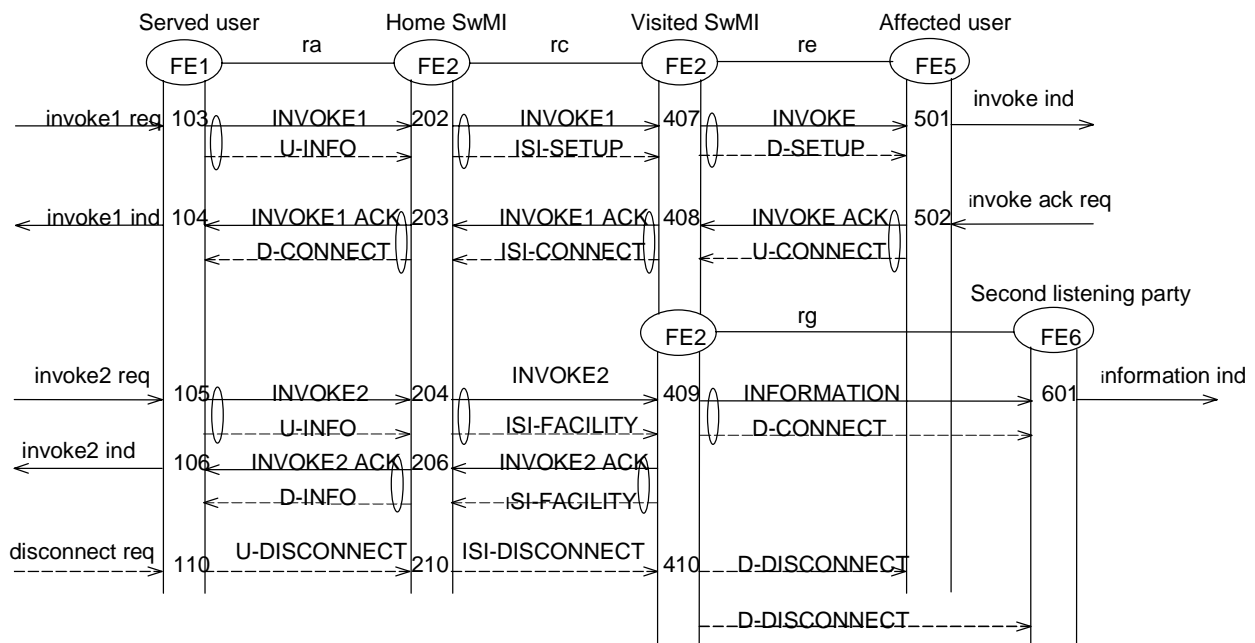 Served user Home SwMI Visited SwMI Affected user
ra rc re
FE1 FE2 FE2 FE5
invoke1 req 103 INVOKE1 202 INVOKE1 407 INVOKE 501 invoke ind
U-INFO ISI-SETUP D-SETUP
invoke1 ind 104 INVOKE1 ACK 203 INVOKE1 ACK 408 INVOKE ACK 502 invoke ack req
D-CONNECT ISI-CONNECT U-CONNECT
Second listening party
FE2 rg FE6
invoke2 req 105 INVOKE2 204 INVOKE2 409 INFORMATION 601 information ind
U-INFO ISI-FACILITY D-CONNECT
invoke2 ind 106 INVOKE2 ACK 206 INVOKE2 ACK
D-INFO ISI-FACILITY
disconnect req 110 U-DISCONNECT 210 ISI-DISCONNECT 410 D-DISCONNECT
D-DISCONNECT